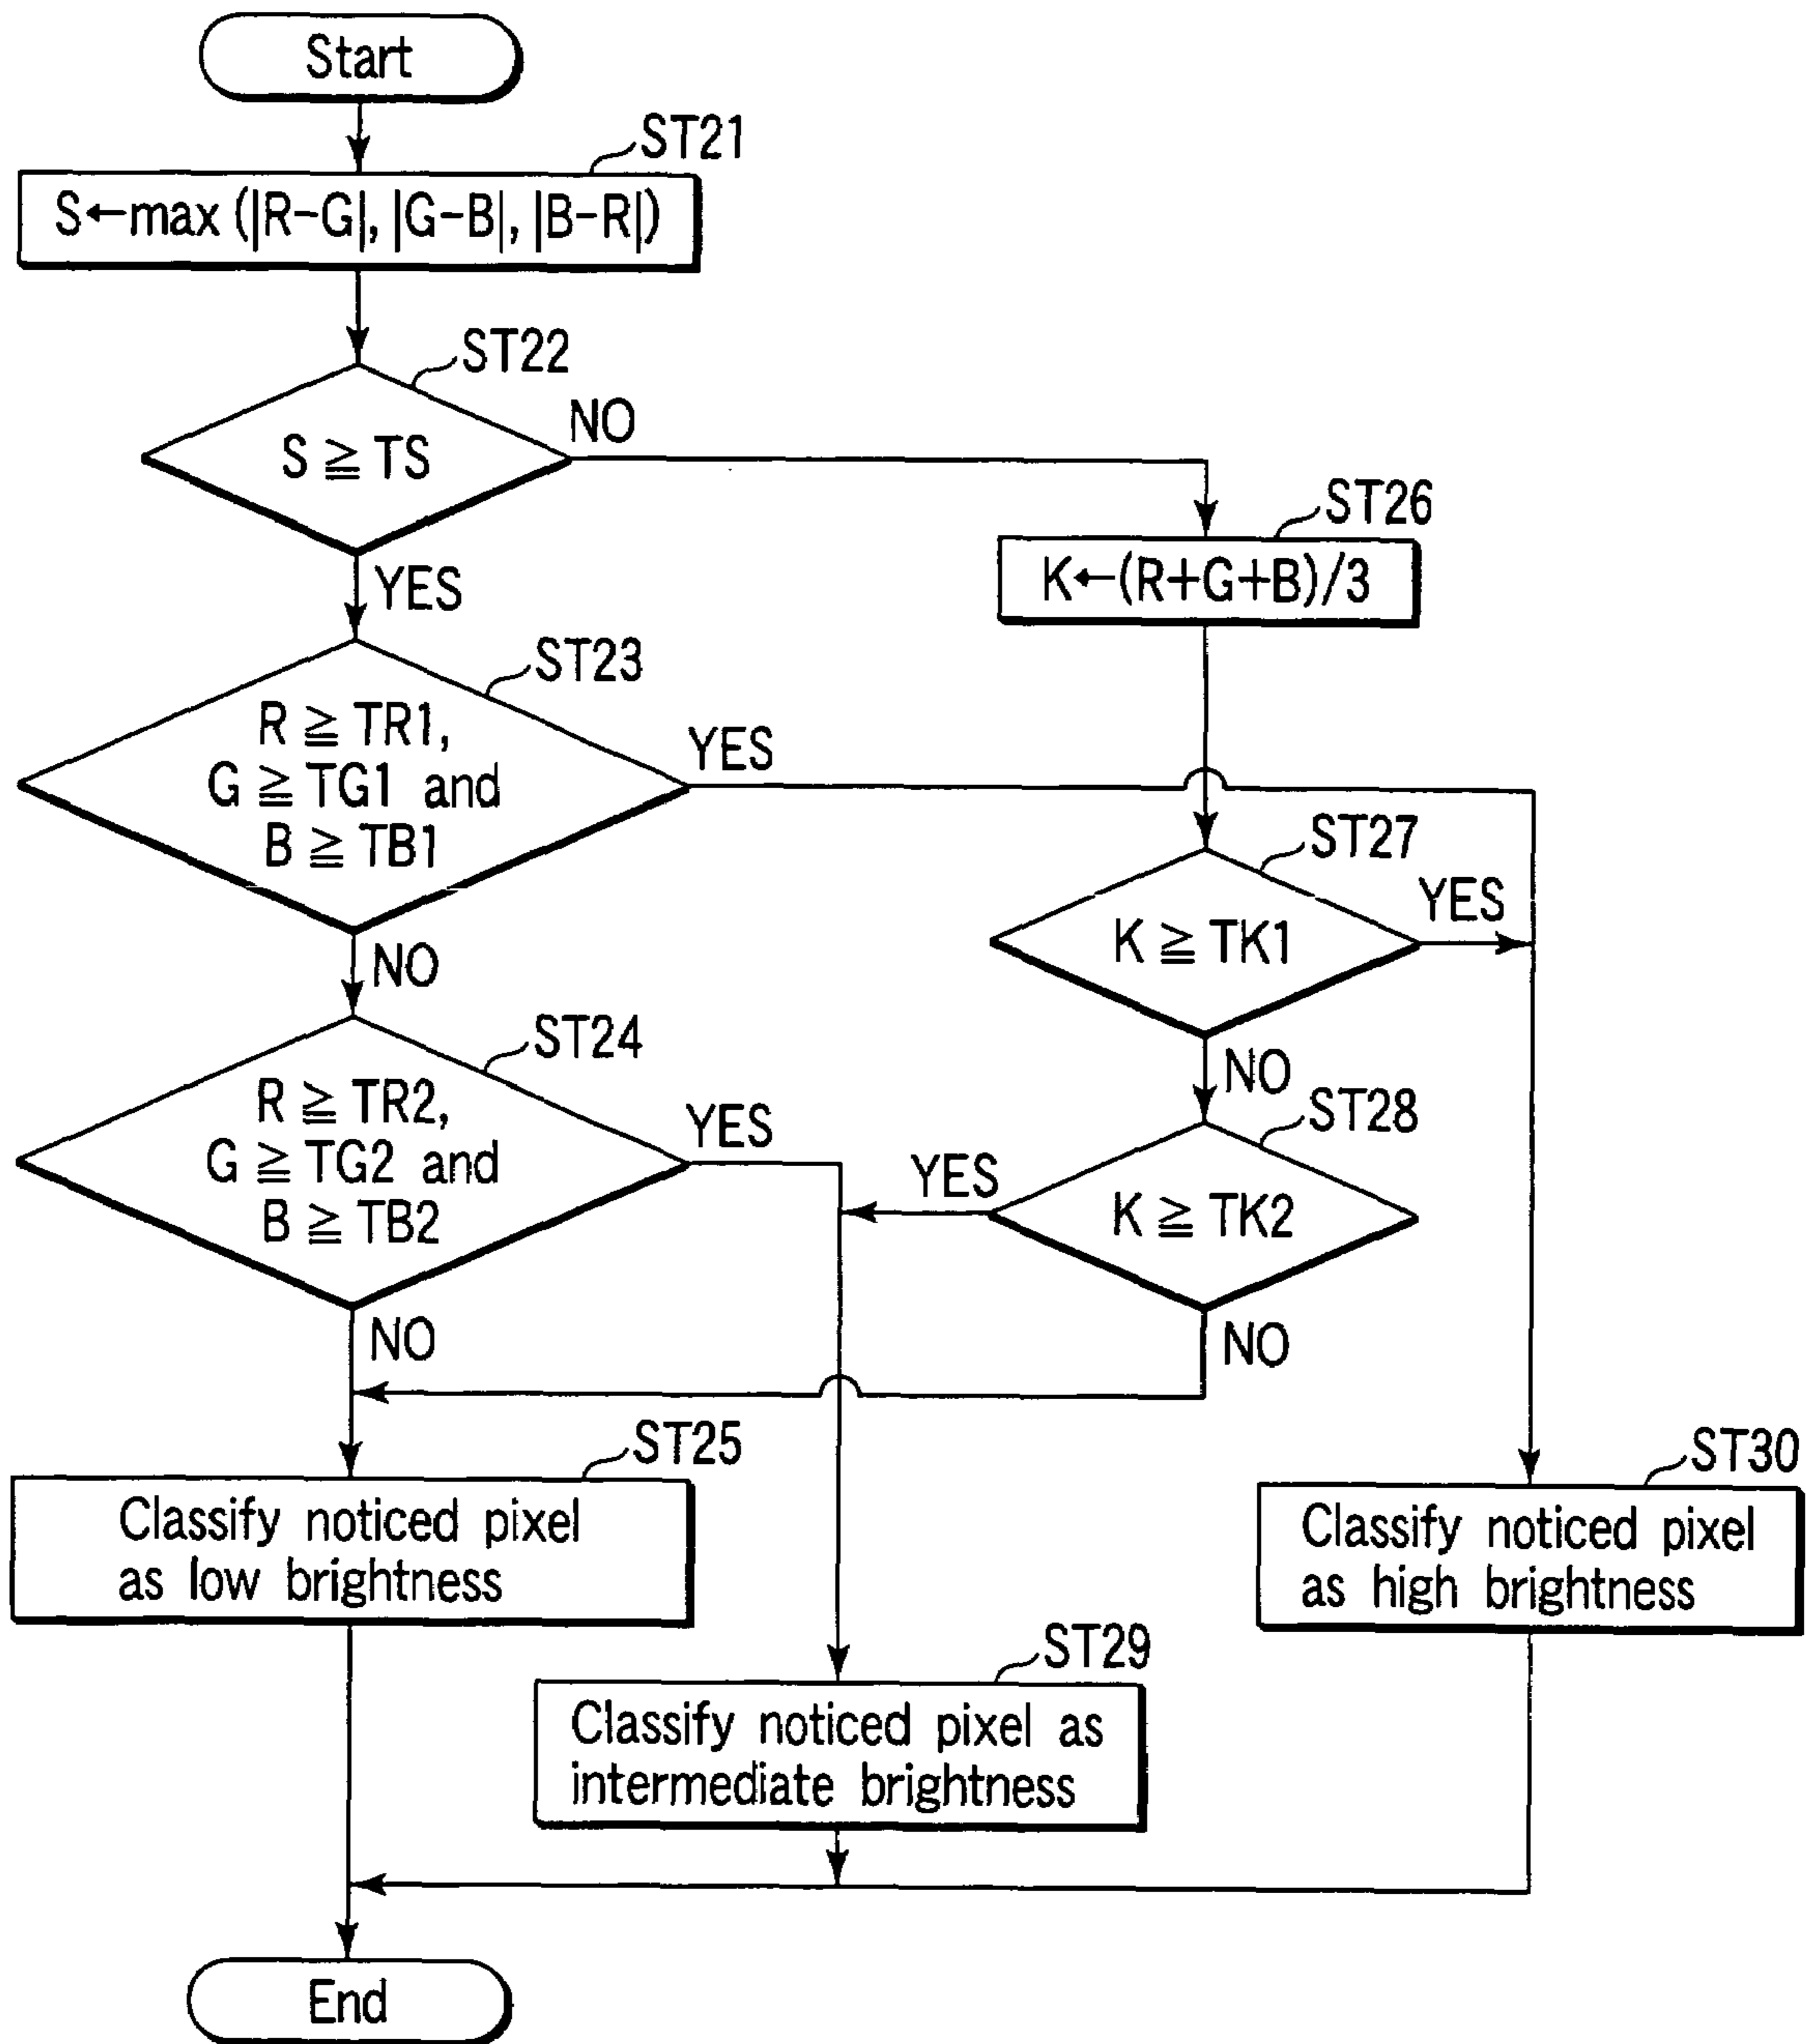 Start
ST21
S←max(|R-G|, |G-B|, |B-R|)
ST22
S ≧ TS
NO
YES
ST26
K←(R+G+B)/3
ST23
R ≧ TR1,
G ≧ TG1 and
B ≧ TB1
YES
NO
ST27
K ≧ TK1
YES
NO
ST24
R ≧ TR2,
G ≧ TG2 and
B ≧ TB2
YES
NO
ST28
K ≧ TK2
YES
NO
ST25
Classify noticed pixel
as low brightness
ST30
Classify noticed pixel
as high brightness
ST29
Classify noticed pixel as
intermediate brightness
End